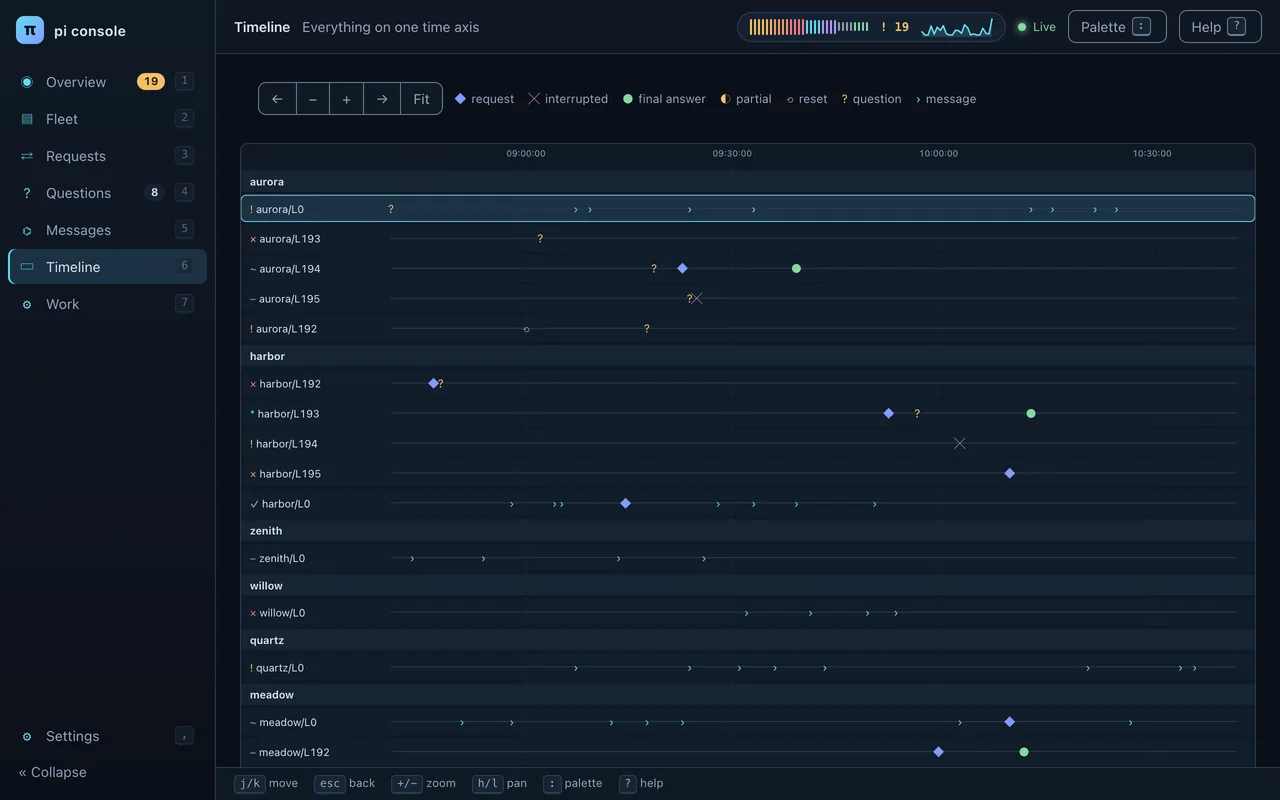 π pi console
Overview 19 1
Fleet 2
Requests 3
? Questions 8 4
Messages 5
Timeline 6
Work 7
Settings ,
« Collapse
Timeline Everything on one time axis
! 19
Live
Palette :
Help ?
← − + → Fit
request interrupted final answer partial reset ? question › message
09:00:00 09:30:00 10:00:00 10:30:00
aurora
! aurora/L0 ? › › › › › › › ›
× aurora/L193 ?
~ aurora/L194 ?
– aurora/L195 ?
! aurora/L192 ?
harbor
× harbor/L192 ?
* harbor/L193 ?
! harbor/L194
× harbor/L195
✓ harbor/L0 › › › › › › ›
zenith
– zenith/L0 › › › ›
willow
× willow/L0 › › › ›
quartz
! quartz/L0 › › › › › › › ›
meadow
~ meadow/L0 › › › › › › ›
– meadow/L192
j/k move esc back +/− zoom h/l pan : palette ? help